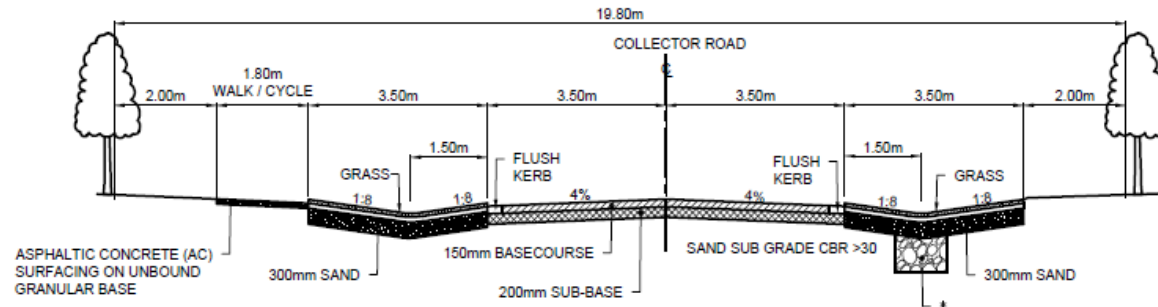 19.80m
COLLECTOR ROAD
℄
1.80m
WALK / CYCLE
2.00m
3.50m
3.50m
3.50m
3.50m
2.00m
1.50m
1.50m
FLUSH
KERB
FLUSH
KERB
GRASS
GRASS
1:8
1:8
4%
4%
1:8
1:8
ASPHALTIC CONCRETE (AC)
SURFACING ON UNBOUND
GRANULAR BASE
300mm SAND
150mm BASECOURSE
200mm SUB-BASE
SAND SUB GRADE CBR >30
300mm SAND
*